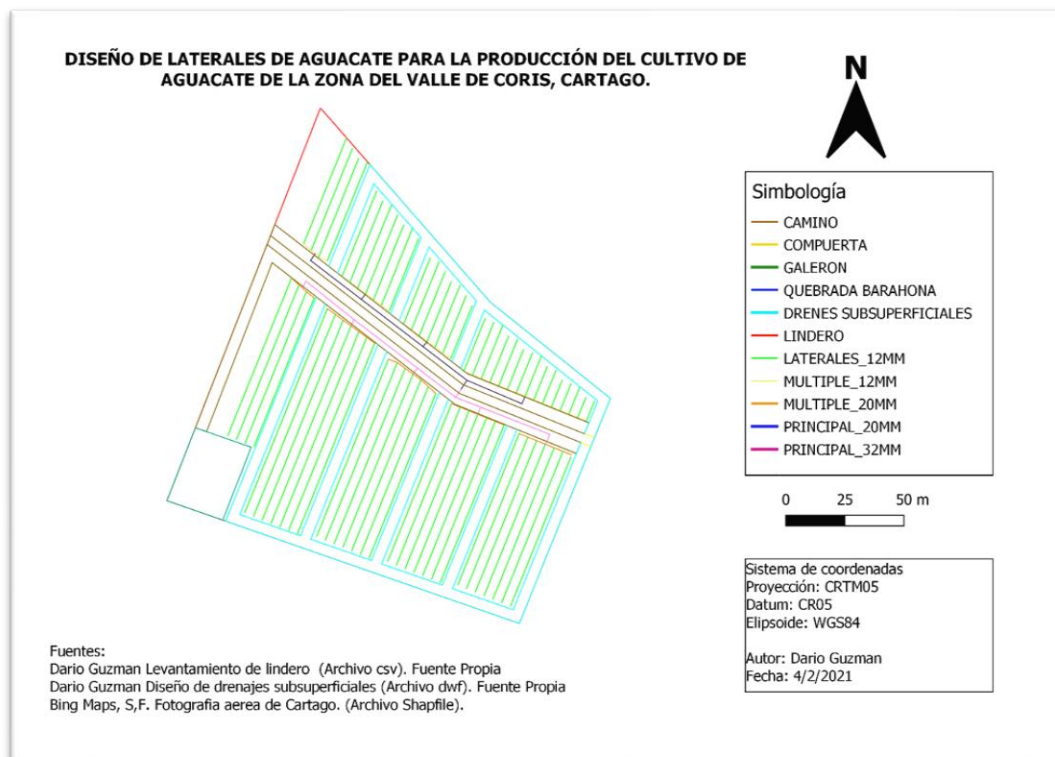 DISEÑO DE LATERALES DE AGUACATE PARA LA PRODUCCIÓN DEL CULTIVO DE
AGUACATE DE LA ZONA DEL VALLE DE CORIS, CARTAGO.
N
Simbología
CAMINO
COMPUERTA
GALERON
QUEBRADA BARAHONA
DRENES SUBSUPERFICIALES
LINDERO
LATERALES_12MM
MULTIPLE_12MM
MULTIPLE_20MM
PRINCIPAL_20MM
PRINCIPAL_32MM
0 25 50 m
Sistema de coordenadas
Proyección: CRTM05
Datum: CR05
Elipsoide: WGS84
Autor: Dario Guzman
Fecha: 4/2/2021
Fuentes:
Dario Guzman Levantamiento de lindero (Archivo csv). Fuente Propia
Dario Guzman Diseño de drenajes subsuperficiales (Archivo dwf). Fuente Propia
Bing Maps, S,F. Fotografia aerea de Cartago. (Archivo Shapfile).